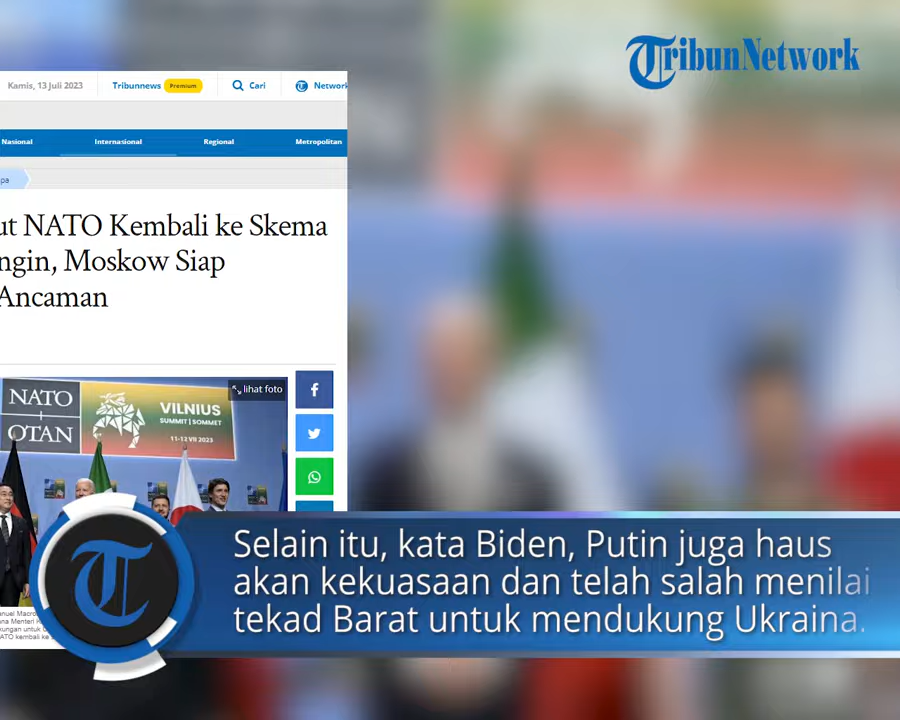 TribunNetwork
Kamis, 13 Juli 2023
Tribunnews Premium
Cari
Network
Nasional
Internasional
Regional
Metropolitan
pa
ut NATO Kembali ke Skema
ngin, Moskow Siap
Ancaman
lihat foto
NATO
OTAN
VILNIUS
SUMMIT | SOMMET
11-12 VII 2023
Selain itu, kata Biden, Putin juga haus
akan kekuasaan dan telah salah menilai
tekad Barat untuk mendukung Ukraina.